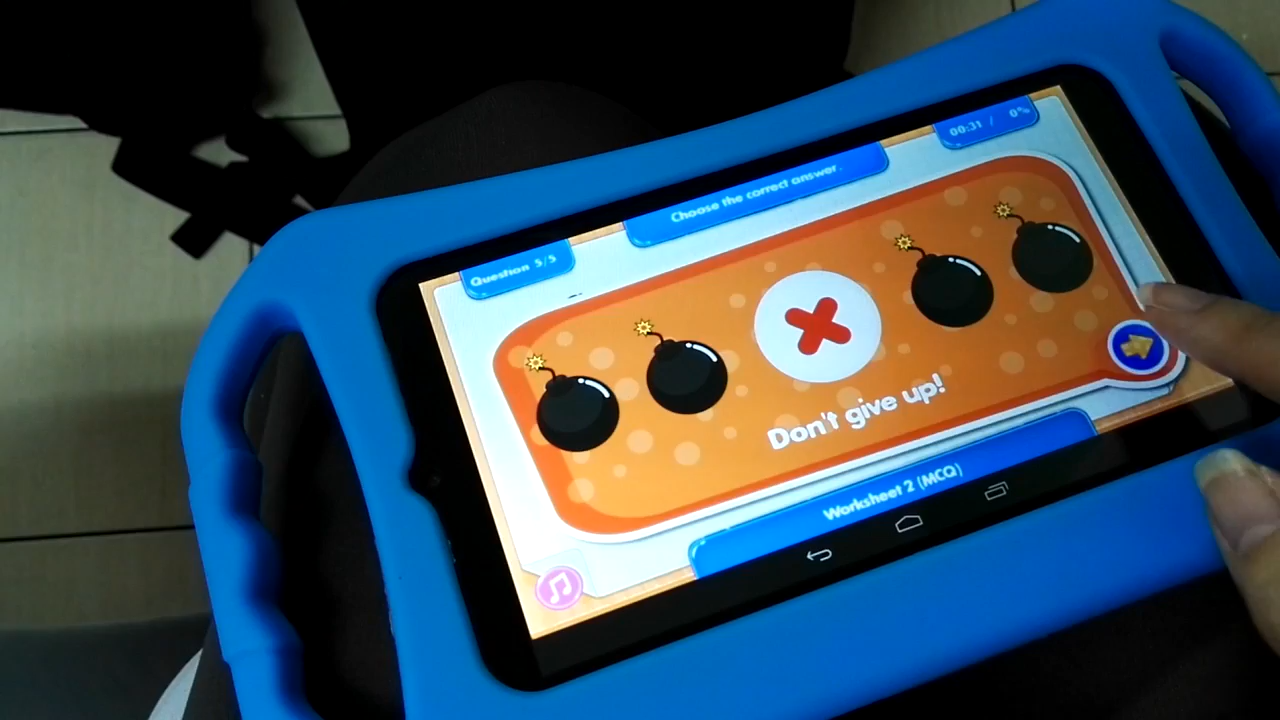 Question 5/5
Choose the correct answer.
00:31 / 0%
Don't give up!
Worksheet 2 (MCQ)